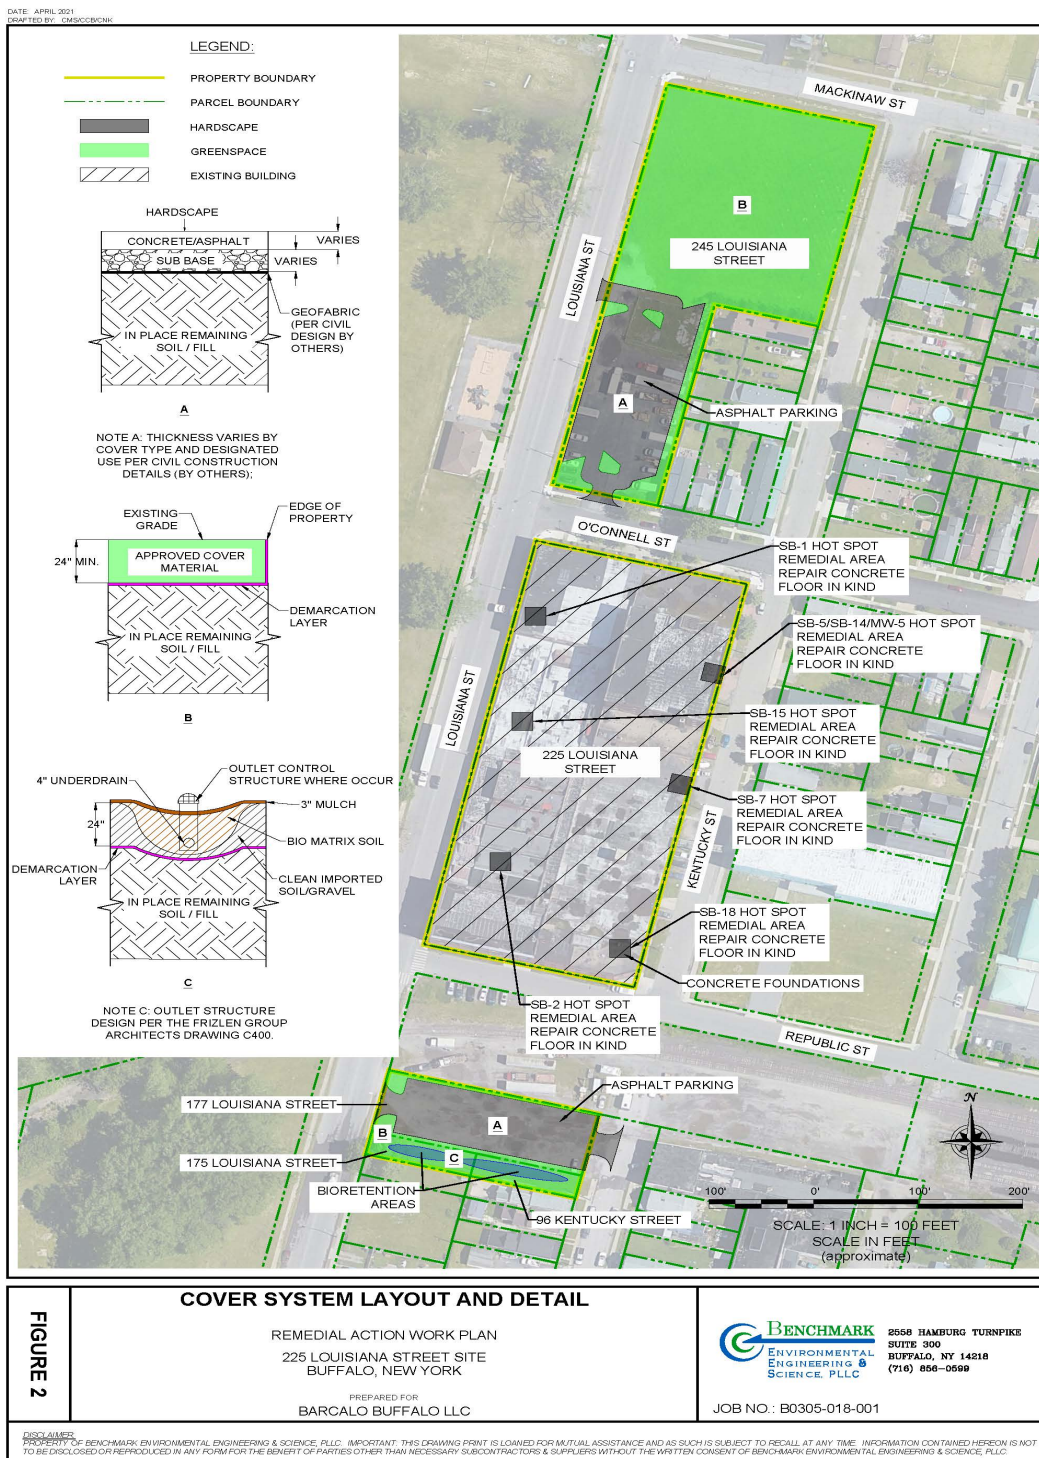 DATE: APRIL 2021
DRAFTED BY: CMS/CCB/CNK
LEGEND:
PROPERTY BOUNDARY
PARCEL BOUNDARY
HARDSCAPE
GREENSPACE
EXISTING BUILDING
HARDSCAPE
CONCRETE/ASPHALT
VARIES
SUB BASE
VARIES
GEOFABRIC
(PER CIVIL
DESIGN BY
OTHERS)
IN PLACE REMAINING
SOIL / FILL
A
NOTE A: THICKNESS VARIES BY
COVER TYPE AND DESIGNATED
USE PER CIVIL CONSTRUCTION
DETAILS (BY OTHERS);
EXISTING
GRADE
EDGE OF
PROPERTY
24" MIN.
APPROVED COVER
MATERIAL
DEMARCATION
LAYER
IN PLACE REMAINING
SOIL / FILL
B
4" UNDERDRAIN
OUTLET CONTROL
STRUCTURE WHERE OCCUR
3" MULCH
24"
BIO MATRIX SOIL
DEMARCATION
LAYER
CLEAN IMPORTED
SOIL/GRAVEL
IN PLACE REMAINING
SOIL / FILL
C
NOTE C: OUTLET STRUCTURE
DESIGN PER THE FRIZLEN GROUP
ARCHITECTS DRAWING C400.
MACKINAW ST
B
245 LOUISIANA
STREET
LOUISIANA ST
A
ASPHALT PARKING
O'CONNELL ST
SB-1 HOT SPOT
REMEDIAL AREA
REPAIR CONCRETE
FLOOR IN KIND
SB-5/SB-14/MW-5 HOT SPOT
REMEDIAL AREA
REPAIR CONCRETE
FLOOR IN KIND
LOUISIANA ST
SB-15 HOT SPOT
REMEDIAL AREA
REPAIR CONCRETE
FLOOR IN KIND
225 LOUISIANA
STREET
SB-7 HOT SPOT
REMEDIAL AREA
REPAIR CONCRETE
FLOOR IN KIND
KENTUCKY ST
SB-18 HOT SPOT
REMEDIAL AREA
REPAIR CONCRETE
FLOOR IN KIND
CONCRETE FOUNDATIONS
SB-2 HOT SPOT
REMEDIAL AREA
REPAIR CONCRETE
FLOOR IN KIND
REPUBLIC ST
ASPHALT PARKING
177 LOUISIANA STREET
A
B
C
175 LOUISIANA STREET
BIORETENTION
AREAS
96 KENTUCKY STREET
N
100' 0' 100' 200'
SCALE: 1 INCH = 100 FEET
SCALE IN FEET
(approximate)
FIGURE 2
COVER SYSTEM LAYOUT AND DETAIL
REMEDIAL ACTION WORK PLAN
225 LOUISIANA STREET SITE
BUFFALO, NEW YORK
PREPARED FOR
BARCALO BUFFALO LLC
BENCHMARK
ENVIRONMENTAL
ENGINEERING &
SCIENCE, PLLC
2558 HAMBURG TURNPIKE
SUITE 300
BUFFALO, NY 14218
(716) 856-0599
JOB NO.: B0305-018-001
DISCLAIMER:
PROPERTY OF BENCHMARK ENVIRONMENTAL ENGINEERING & SCIENCE, PLLC. IMPORTANT: THIS DRAWING PRINT IS LOANED FOR MUTUAL ASSISTANCE AND AS SUCH IS SUBJECT TO RECALL AT ANY TIME. INFORMATION CONTAINED HEREON IS NOT
TO BE DISCLOSED OR REPRODUCED IN ANY FORM FOR THE BENEFIT OF PARTIES OTHER THAN NECESSARY SUBCONTRACTORS & SUPPLIERS WITHOUT THE WRITTEN CONSENT OF BENCHMARK ENVIRONMENTAL ENGINEERING & SCIENCE, PLLC.